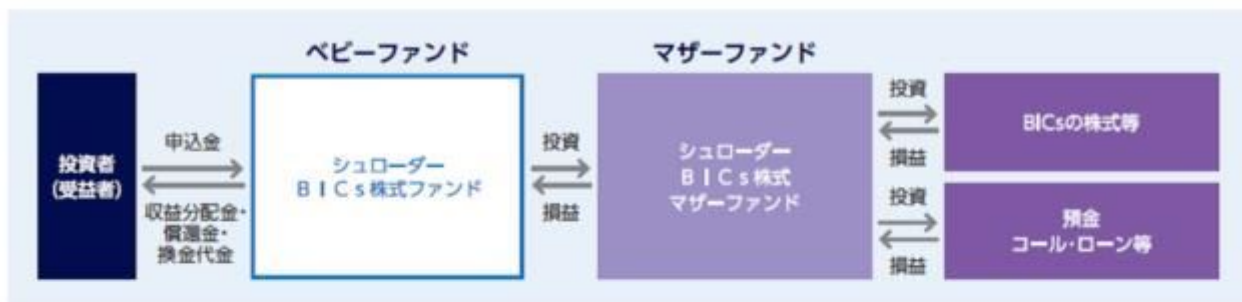 ベビーファンド
マザーファンド
投資者
(受益者)
申込金
収益分配金・
償還金・
換金代金
シュローダー
BICs株式ファンド
投資
損益
シュローダー
BICs株式
マザーファンド
投資
損益
BICsの株式等
投資
損益
預金
コール・ローン等